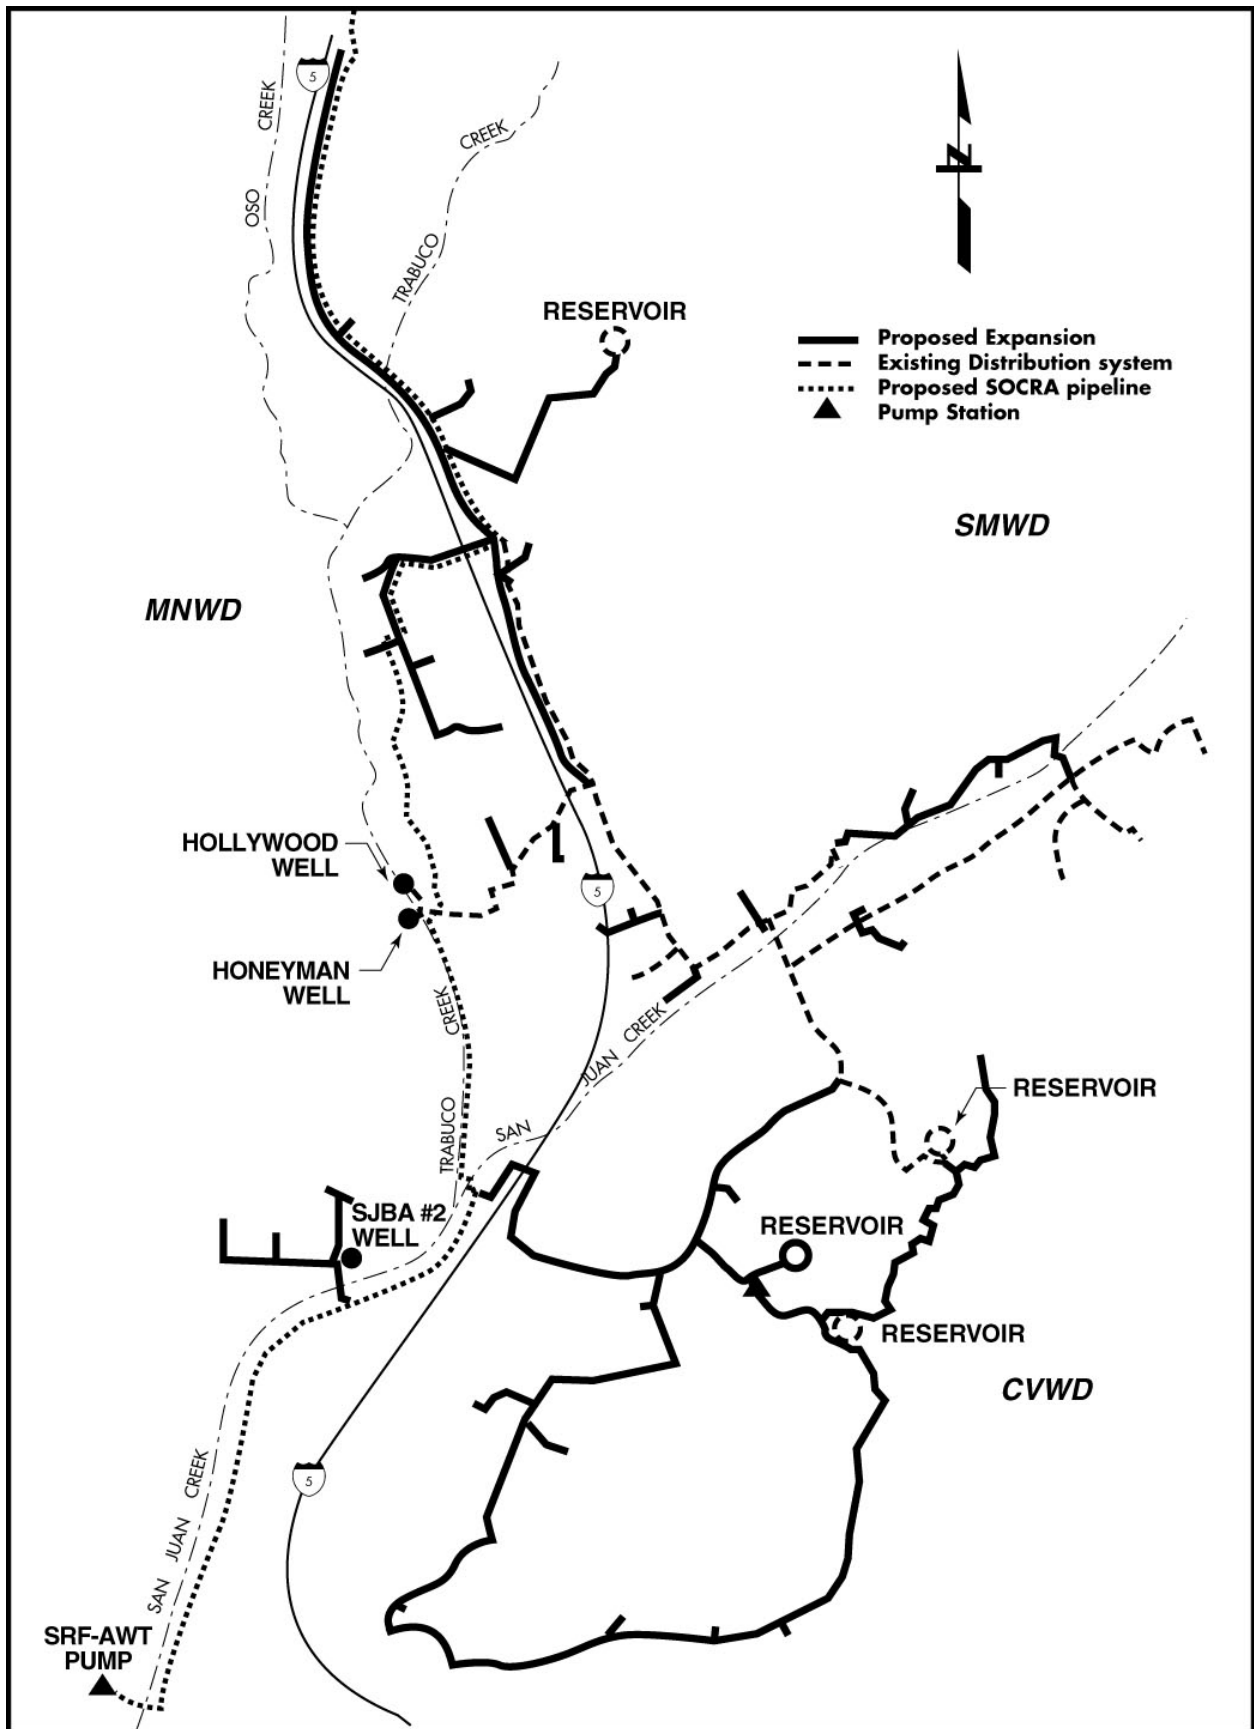 5
CREEK
CREEK
OSO
TRABUCO
N
RESERVOIR
Proposed Expansion
Existing Distribution system
Proposed SOCRA pipeline
Pump Station
SMWD
MNWD
HOLLYWOOD
WELL
5
HONEYMAN
WELL
CREEK
JUAN CREEK
RESERVOIR
TRABUCO
SAN
SJBA #2
WELL
RESERVOIR
RESERVOIR
CVWD
5
SAN JUAN CREEK
SRF-AWT
PUMP